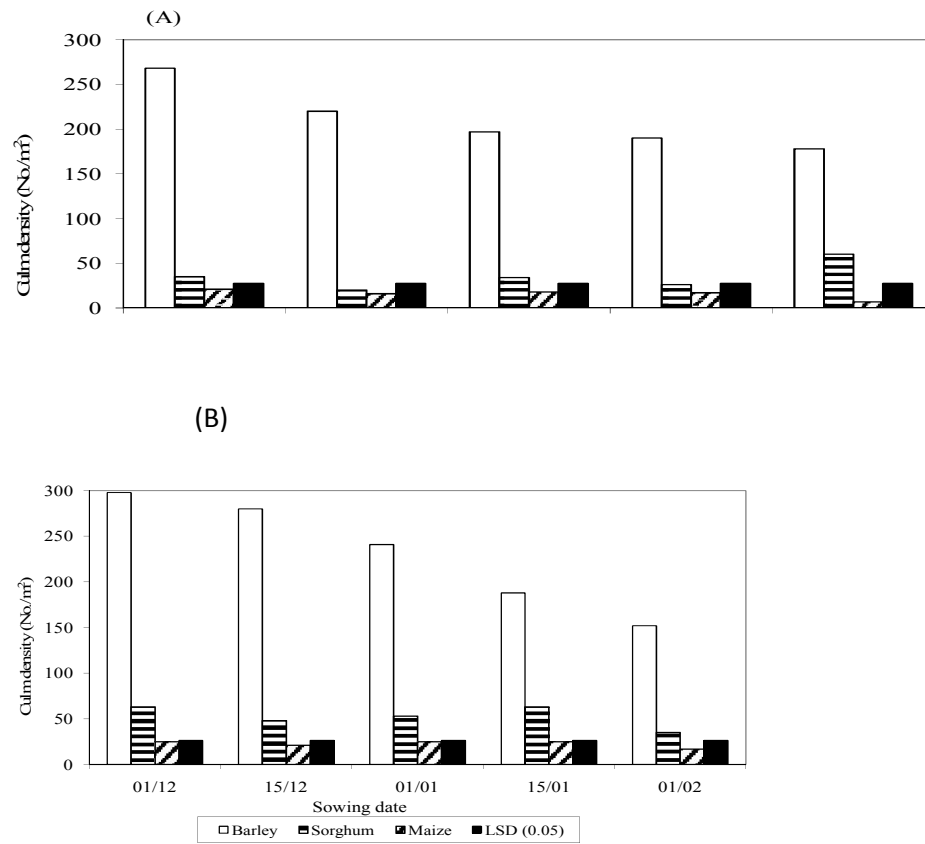 (A)
300
250
200
150
100
50
0
Culm density (No./m²)
(B)
300
250
200
150
100
50
0
Culm density (No./m²)
01/12 15/12 01/01 15/01 01/02
Sowing date
Barley Sorghum Maize LSD (0.05)